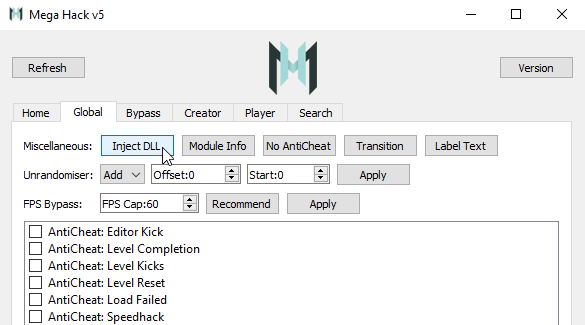 Mega Hack v5
Refresh
Version
Home Global Bypass Creator Player Search
Miscellaneous: Inject DLL Module Info No AntiCheat Transition Label Text
Unrandomiser: Add Offset:0 Start:0 Apply
FPS Bypass: FPS Cap:60 Recommend Apply
AntiCheat: Editor Kick
AntiCheat: Level Completion
AntiCheat: Level Kicks
AntiCheat: Level Reset
AntiCheat: Load Failed
AntiCheat: Speedhack